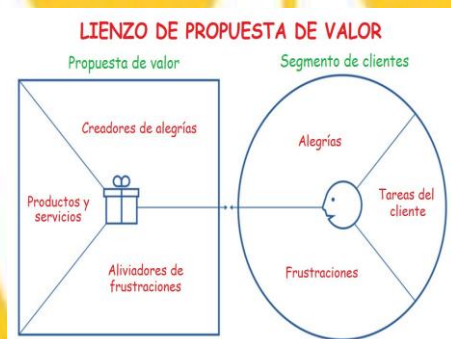 LIENZO DE PROPUESTA DE VALOR
Propuesta de valor
Segmento de clientes
Creadores de alegrías
Productos y
servicios
Aliviadores de
frustraciones
Alegrías
Tareas del
cliente
Frustraciones